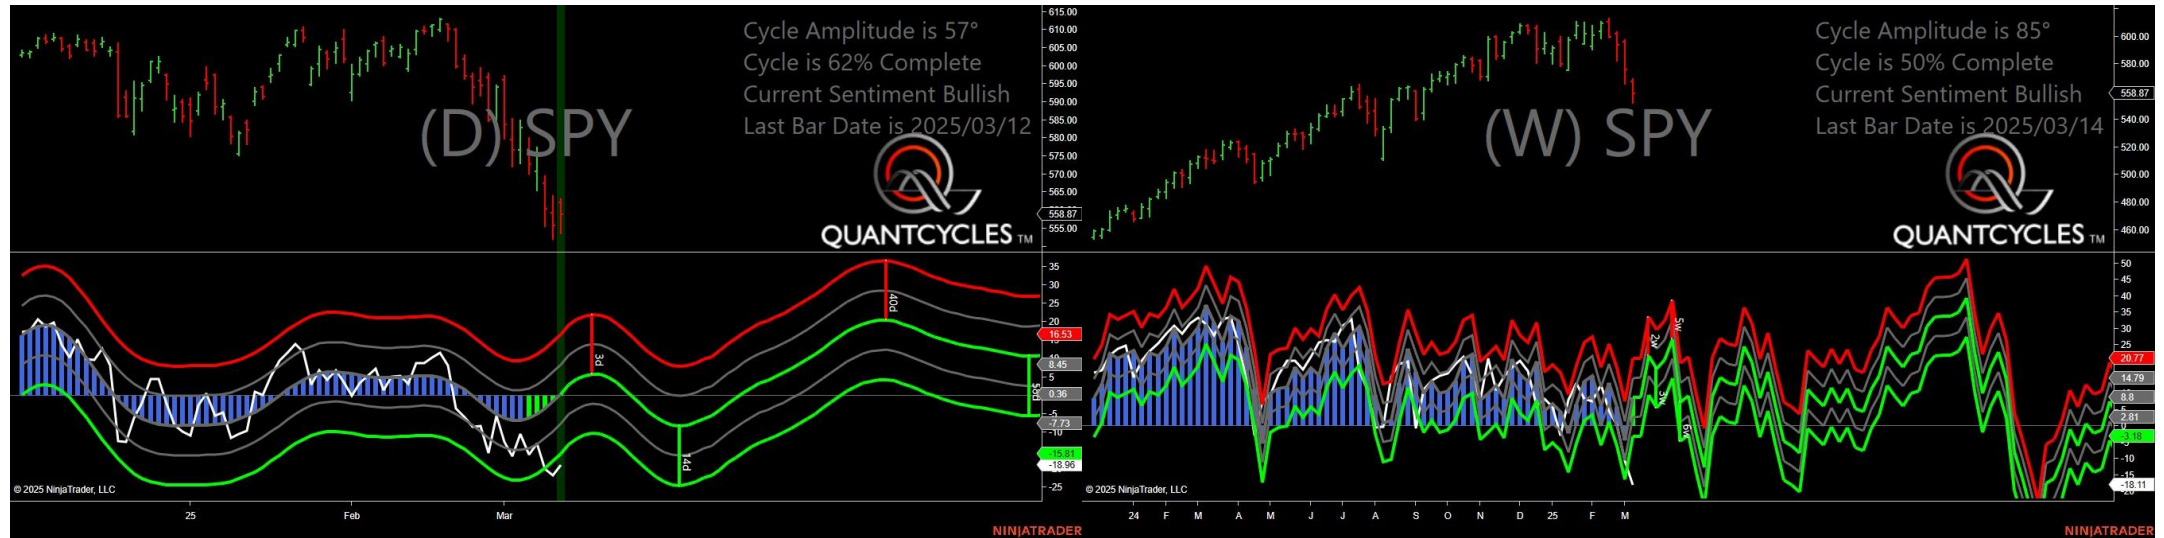 Cycle Amplitude is 57°
Cycle is 62% Complete
Current Sentiment Bullish
Last Bar Date is 2025/03/12
(D) SPY
QUANTCYCLES TM
615.00
610.00
605.00
600.00
595.00
590.00
585.00
580.00
575.00
570.00
565.00
558.87
555.00
35
30
25
20
16.53
8.45
5
0.36
-5
-7.73
-10
-15.81
-18.96
-25
3d
14d
40d
© 2025 NinjaTrader, LLC
25
Feb
Mar
NINJATRADER
Cycle Amplitude is 85°
Cycle is 50% Complete
Current Sentiment Bullish
Last Bar Date is 2025/03/14
(W) SPY
QUANTCYCLES TM
600.00
580.00
558.87
540.00
520.00
500.00
480.00
460.00
50
45
40
35
30
25
20.77
14.79
8.8
2.81
-3.18
-10
-15
-18.11
2w
5w
3w
6w
© 2025 NinjaTrader, LLC
24
F
M
A
M
J
J
A
S
O
N
D
25
F
M
NINJATRADER